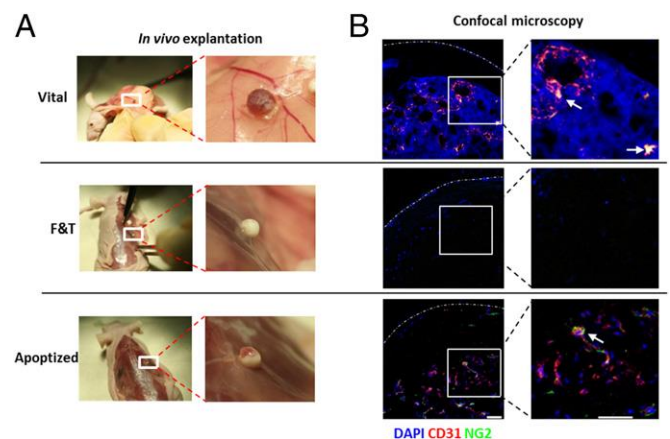 A
B
In vivo explantation
Confocal microscopy
Vital
F&T
Apoptized
DAPI CD31 NG2